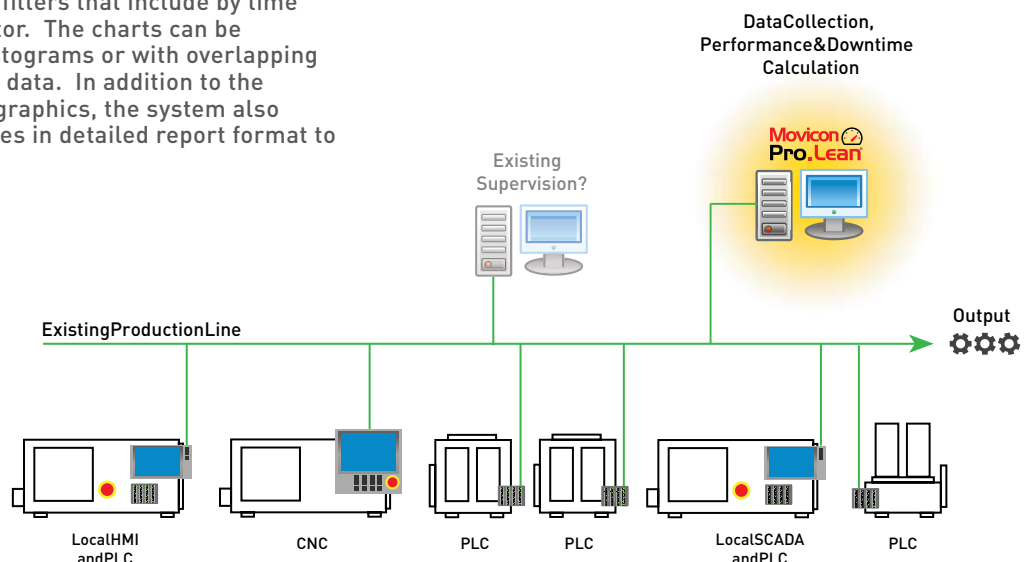 filters that include by time
tor. The charts can be
tograms or with overlapping
data. In addition to the
graphics, the system also
es in detailed report format to
DataCollection,
Performance&Downtime
Calculation
Movicon
Pro.Lean
Existing
Supervision?
ExistingProductionLine
Output
LocalHMI
andPLC
CNC
PLC
PLC
LocalSCADA
andPLC
PLC